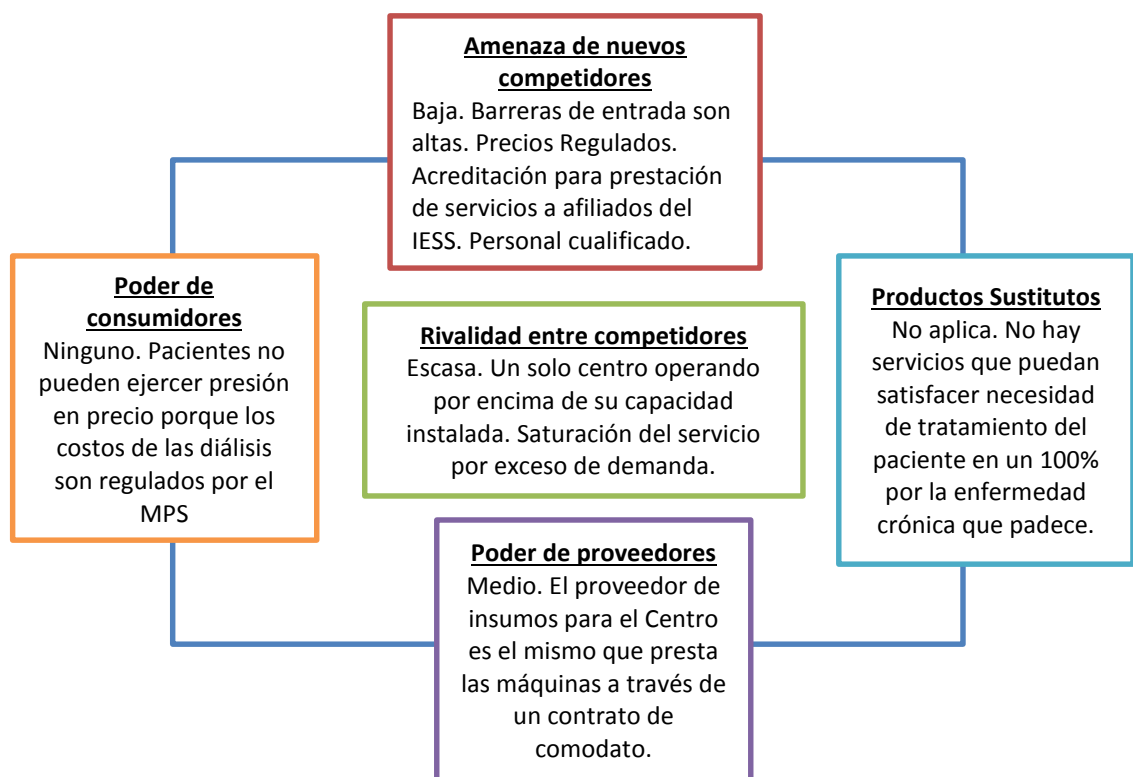 Amenaza de nuevos
competidores
Baja. Barreras de entrada son
altas. Precios Regulados.
Acreditación para prestación
de servicios a afiliados del
IESS. Personal cualificado.
Poder de
consumidores
Ninguno. Pacientes no
pueden ejercer presión
en precio porque los
costos de las diálisis
son regulados por el
MPS
Rivalidad entre competidores
Escasa. Un solo centro operando
por encima de su capacidad
instalada. Saturación del servicio
por exceso de demanda.
Productos Sustitutos
No aplica. No hay
servicios que puedan
satisfacer necesidad
de tratamiento del
paciente en un 100%
por la enfermedad
crónica que padece.
Poder de proveedores
Medio. El proveedor de
insumos para el Centro
es el mismo que presta
las máquinas a través de
un contrato de
comodato.